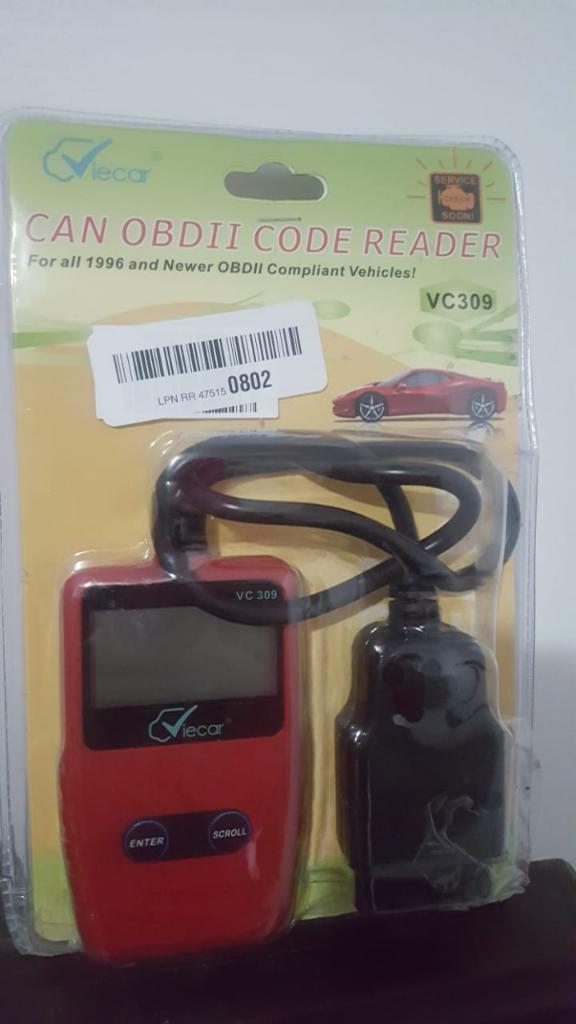 Viecar®
SERVICE
CHECK
SOON!
CAN OBDII CODE READER
For all 1996 and Newer OBDII Compliant Vehicles!
VC309
LPN RR 47515 0802
VC 309
Viecar®
ENTER
SCROLL